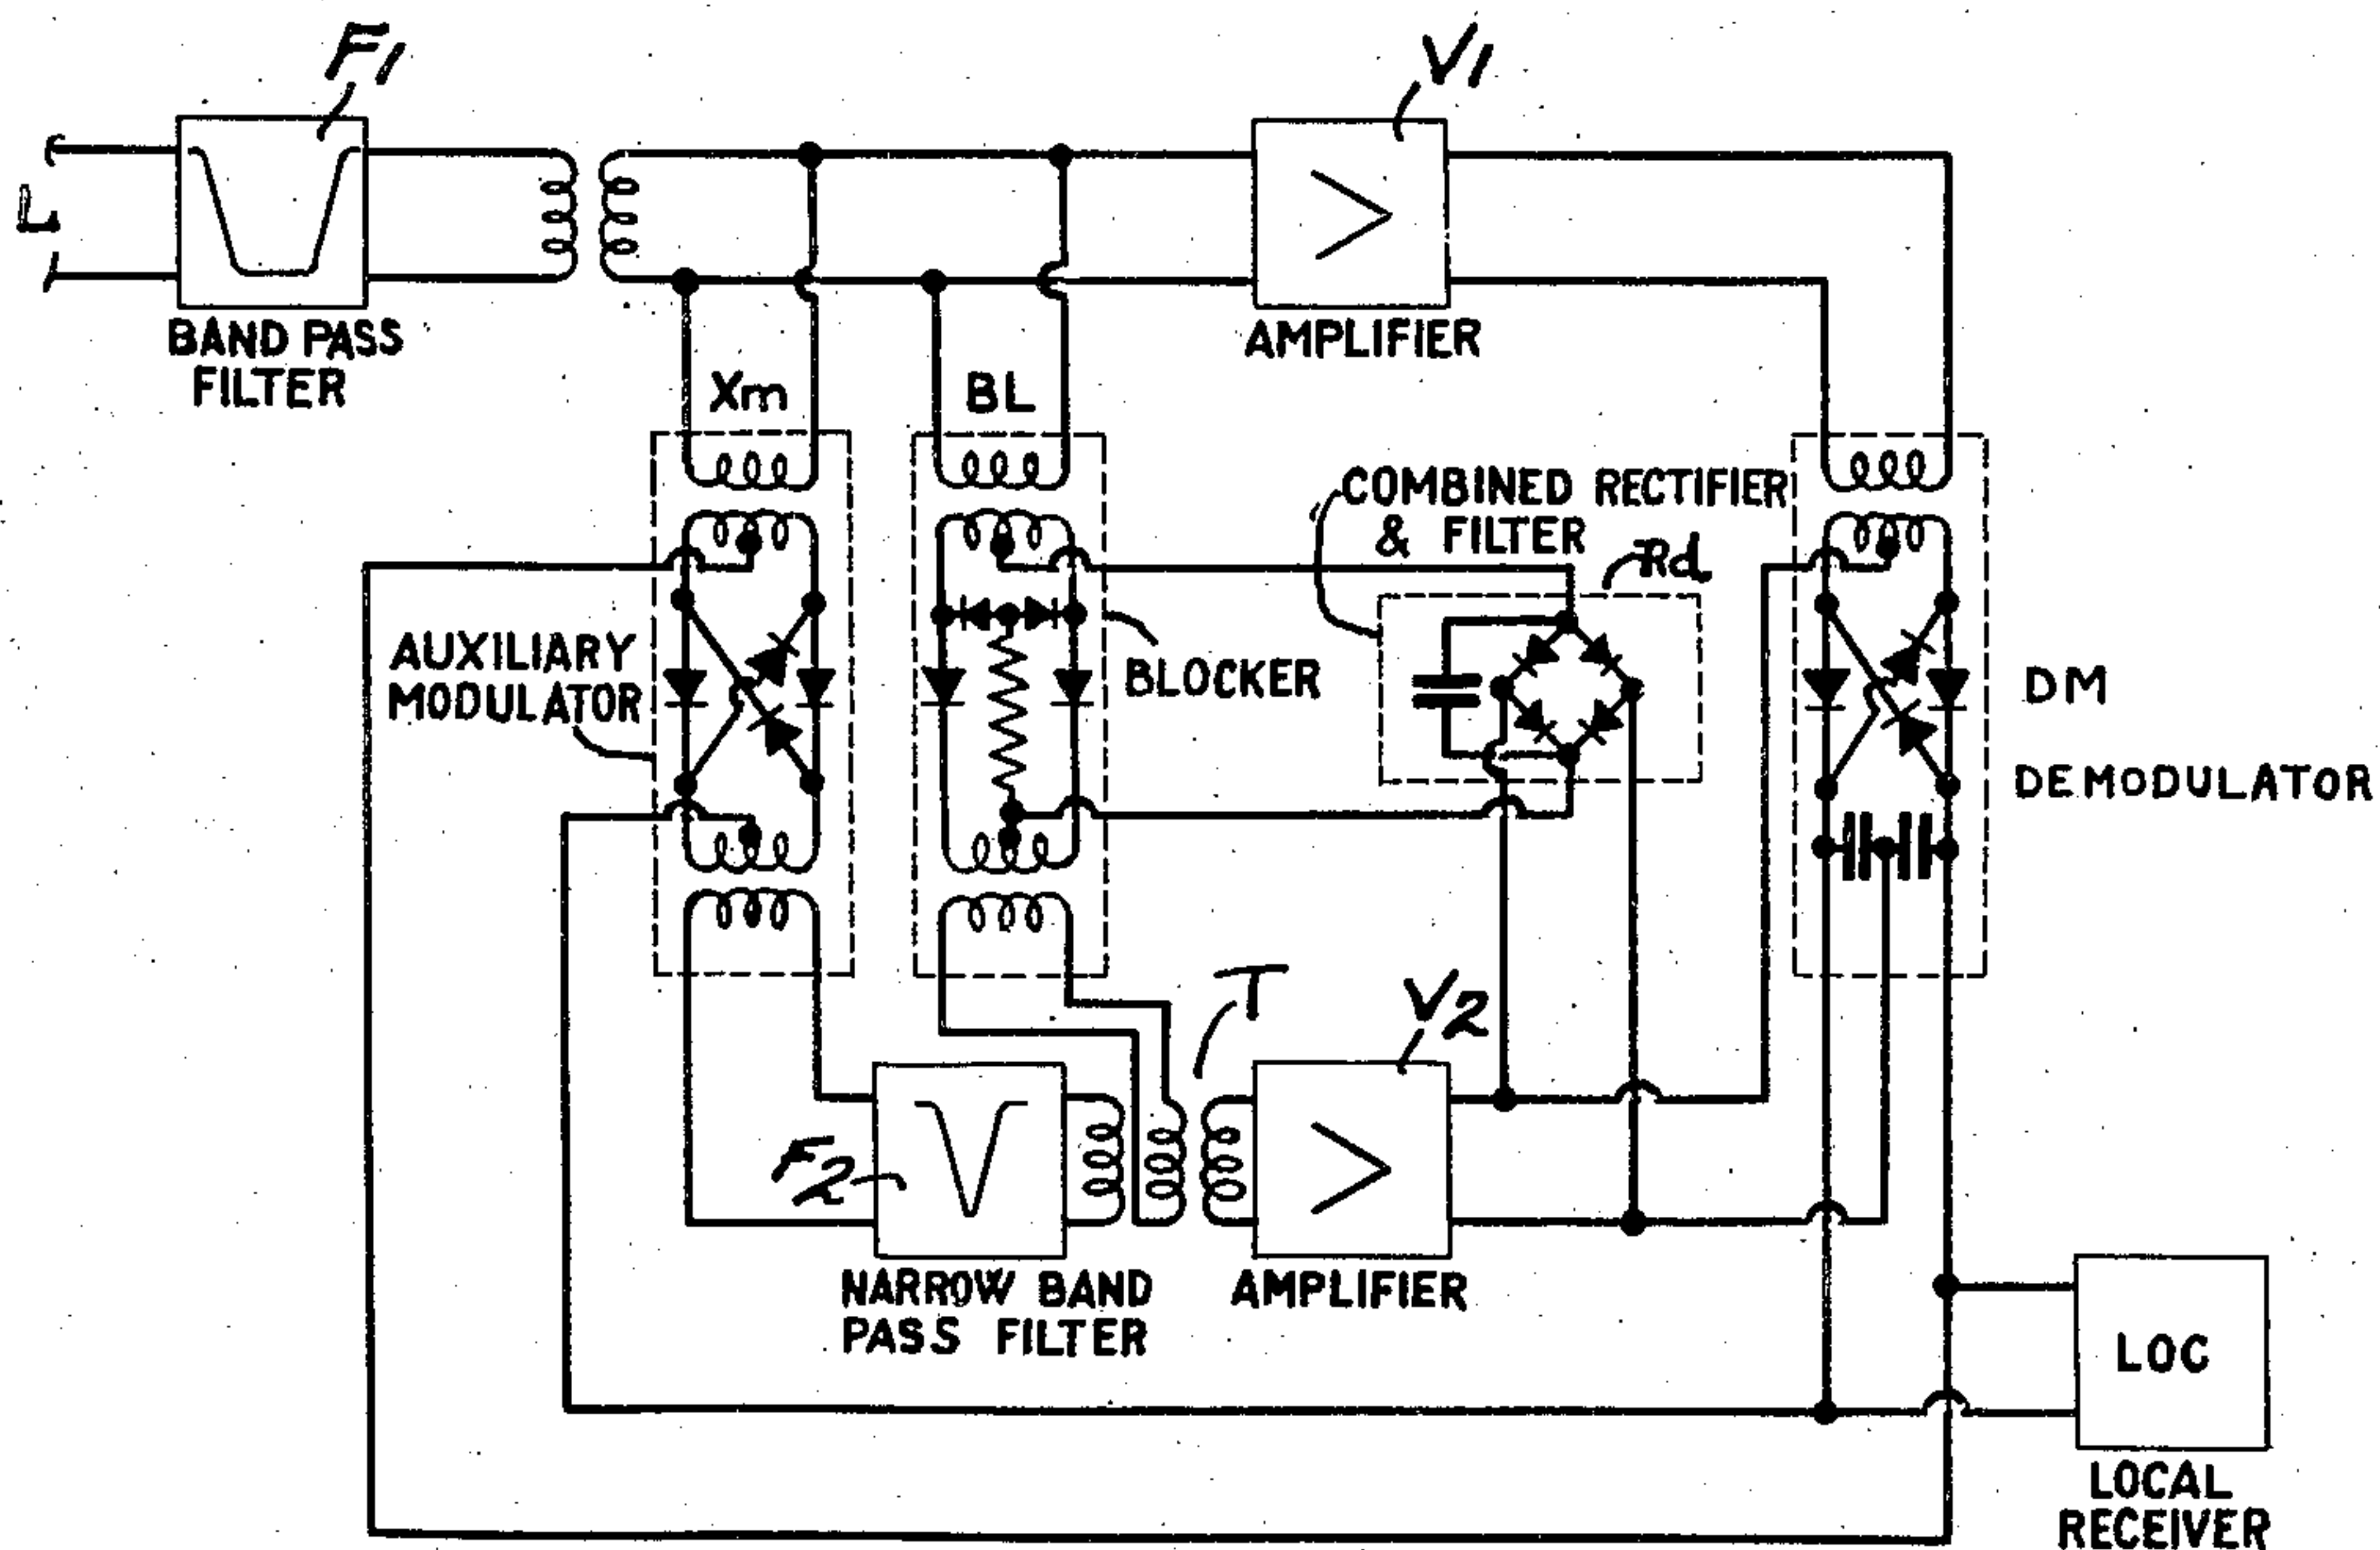 F1
V1
L
BAND PASS
FILTER
AMPLIFIER
Xm
BL
COMBINED RECTIFIER
& FILTER
Rd
AUXILIARY
MODULATOR
BLOCKER
DM
DEMODULATOR
T
V2
F2
NARROW BAND
PASS FILTER
AMPLIFIER
LOC
LOCAL
RECEIVER